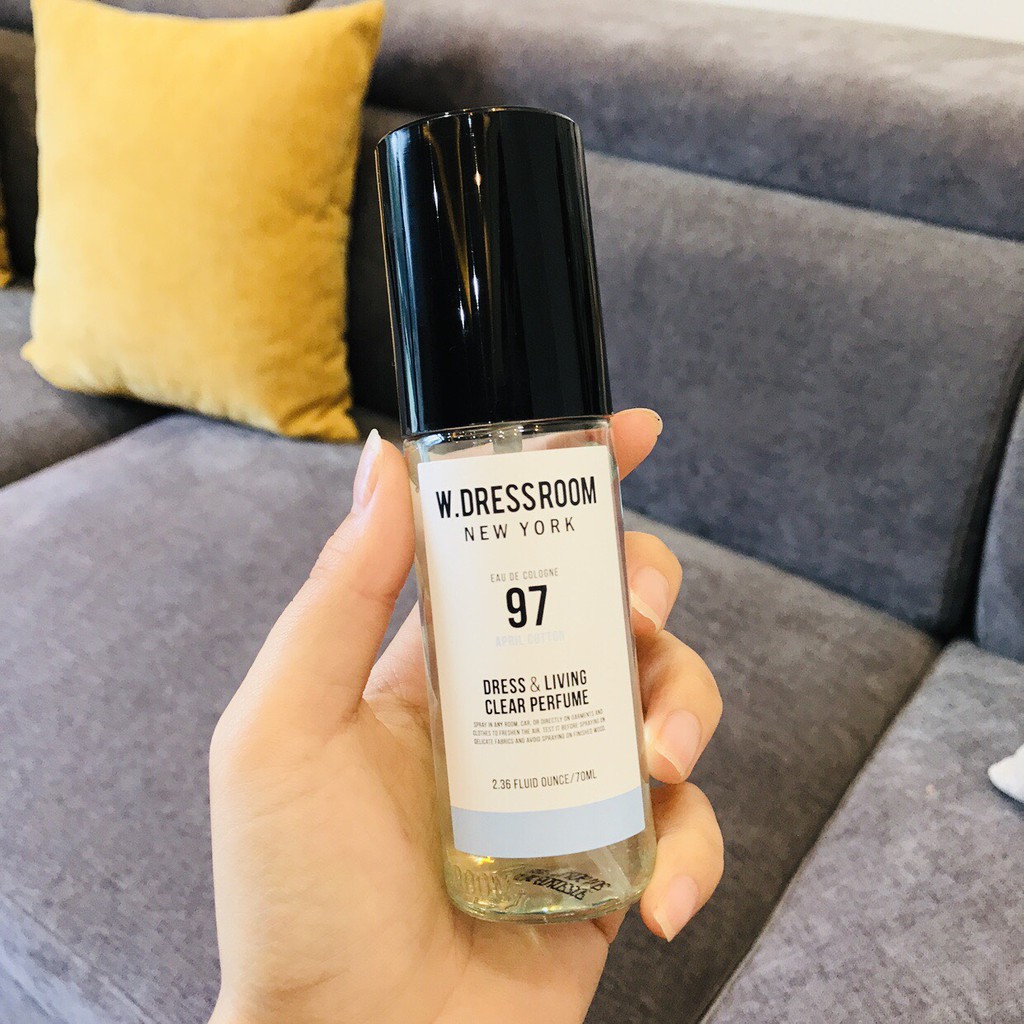 W.DRESSROOM
NEW YORK
EAU DE COLOGNE
97
APRIL COTTON
DRESS & LIVING
CLEAR PERFUME
SPRAY IN ANY ROOM, CAR, OR DIRECTLY ON GARMENTS AND
CLOTHES TO FRESHEN THE AIR. TEST IT BEFORE SPRAYING ON
DELICATE FABRICS AND AVOID SPRAYING ON FINISHED WOOD.
2.36 FLUID OUNCE/70ML